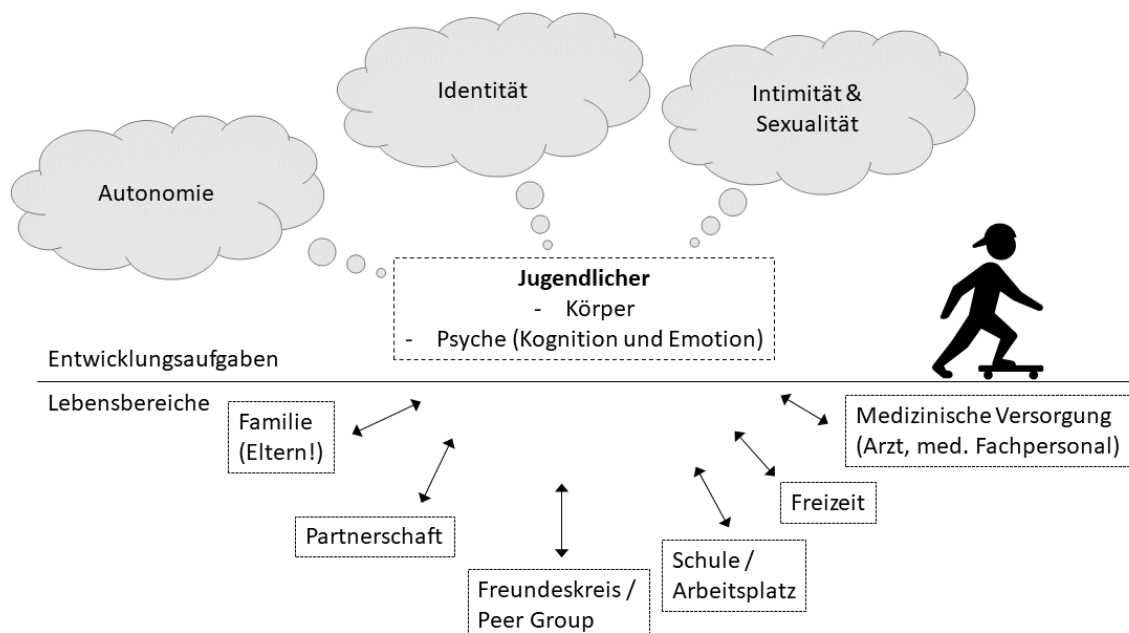 Identität
Intimität &
Sexualität
Autonomie
Jugendlicher
- Körper
- Psyche (Kognition und Emotion)
Entwicklungsaufgaben
Lebensbereiche
Familie
(Eltern!)
Medizinische Versorgung
(Arzt, med. Fachpersonal)
Partnerschaft
Freizeit
Freundeskreis /
Peer Group
Schule /
Arbeitsplatz